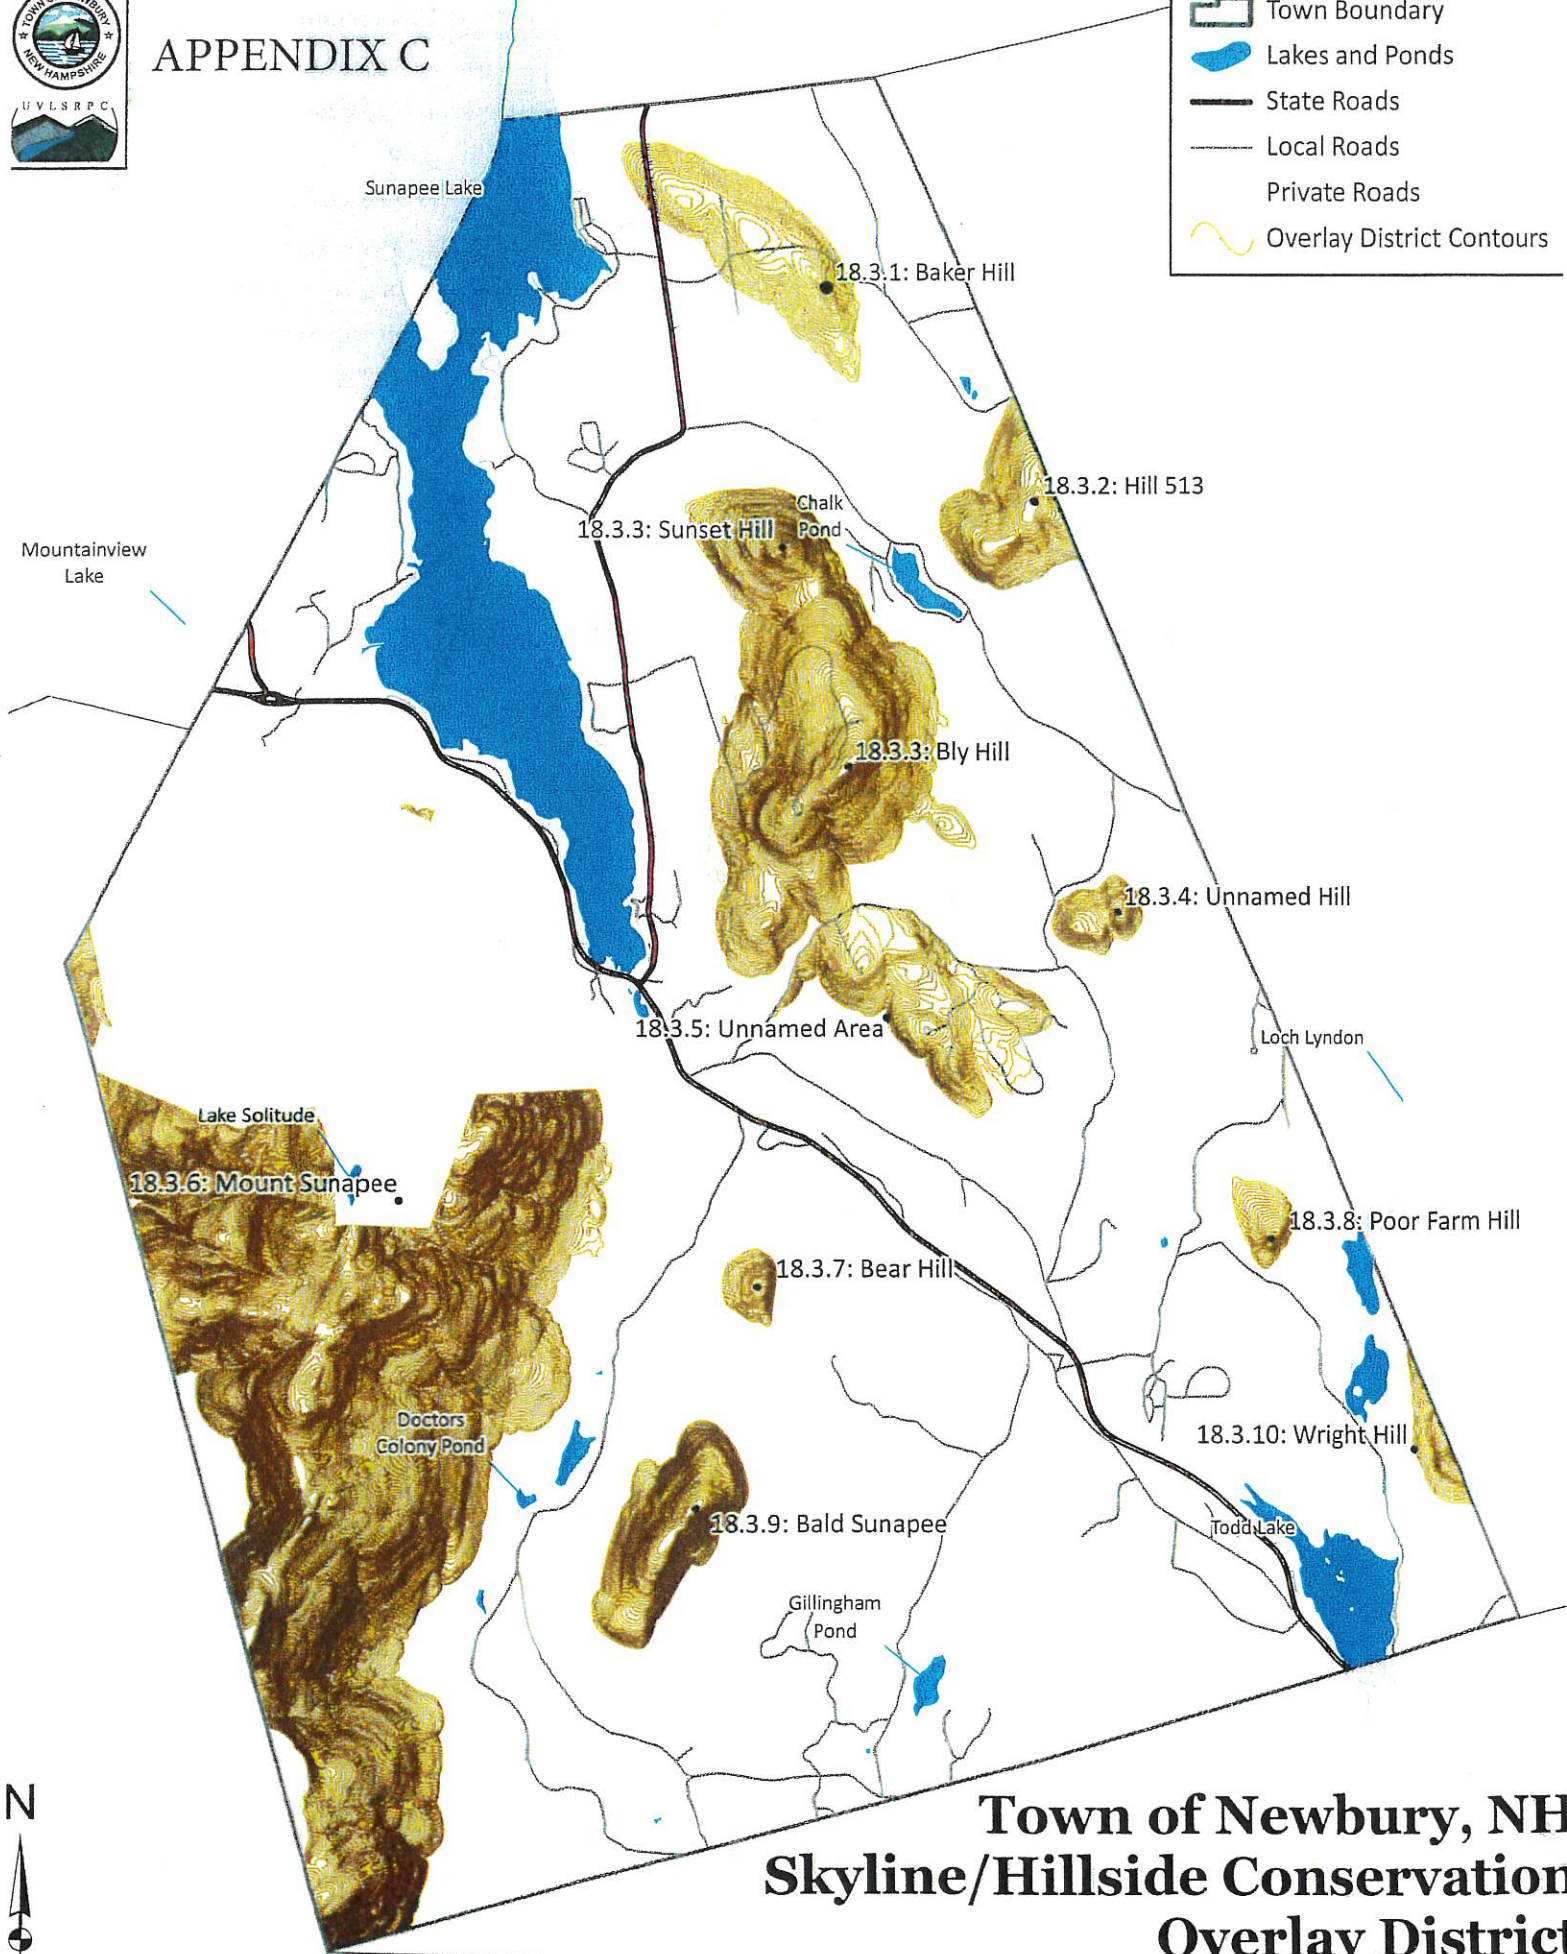 NEW HAMPSHIRE
UVLSRPC
APPENDIX C
Town Boundary
Lakes and Ponds
State Roads
Local Roads
Private Roads
Overlay District Contours
Sunapee Lake
18.3.1: Baker Hill
18.3.2: Hill 513
Chalk
Pond
18.3.3: Sunset Hill
Mountainview
Lake
18.3.3: Bly Hill
18.3.4: Unnamed Hill
18.3.5: Unnamed Area
Loch Lyndon
Lake Solitude
18.3.6: Mount Sunapee
18.3.8: Poor Farm Hill
18.3.7: Bear Hill
Doctors
Colony Pond
18.3.10: Wright Hill
18.3.9: Bald Sunapee
Todd Lake
Gillingham
Pond
N
Town of Newbury, NH
Skyline/Hillside Conservation
Overlay District